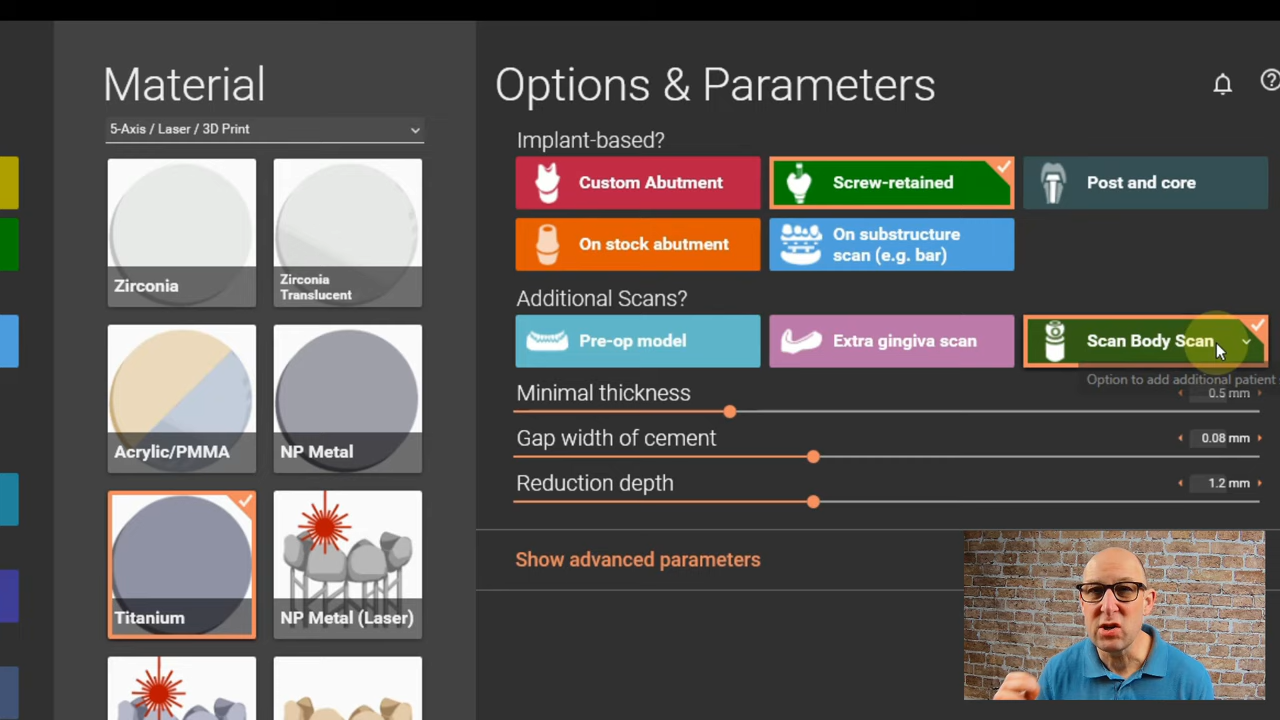 Material
5-Axis / Laser / 3D Print
Zirconia
Zirconia
Translucent
Acrylic/PMMA
NP Metal
Titanium
NP Metal (Laser)
Options & Parameters
Implant-based?
Custom Abutment
Screw-retained
Post and core
On stock abutment
On substructure
scan (e.g. bar)
Additional Scans?
Pre-op model
Extra gingiva scan
Scan Body Scan
Option to add additional patient
Minimal thickness
0.5 mm
Gap width of cement
0.08 mm
Reduction depth
1.2 mm
Show advanced parameters